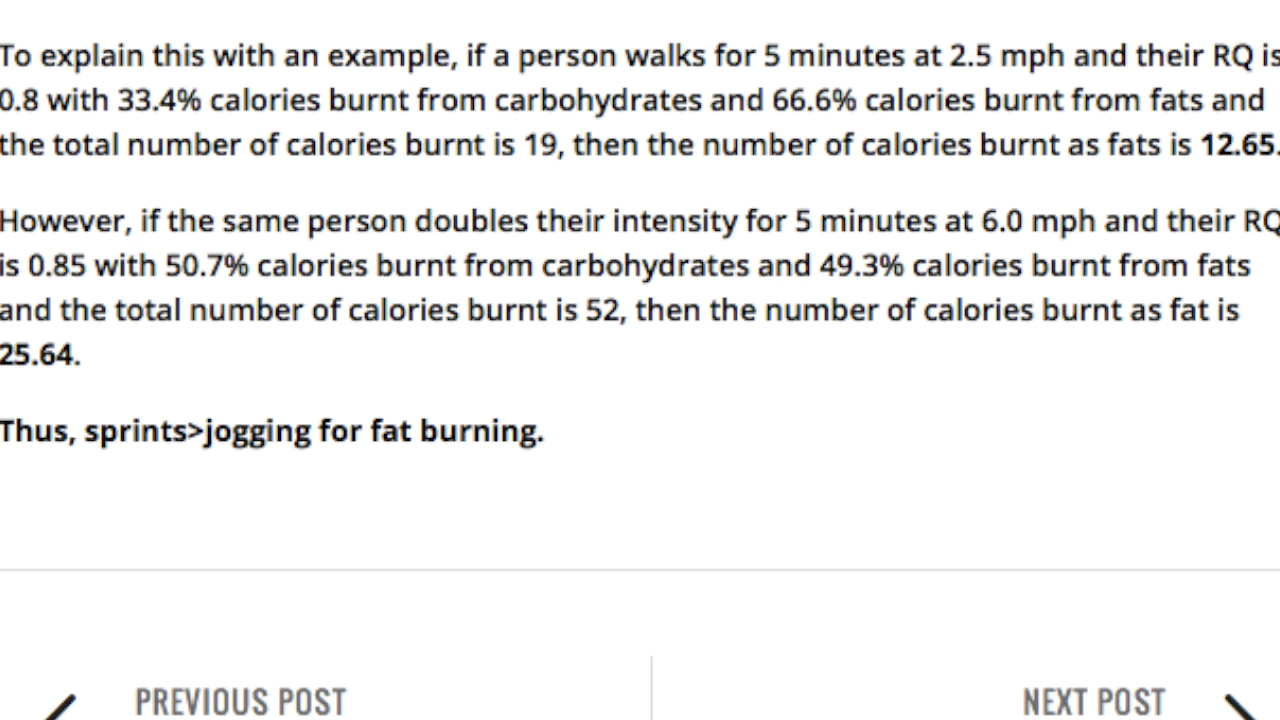 To explain this with an example, if a person walks for 5 minutes at 2.5 mph and their RQ is
0.8 with 33.4% calories burnt from carbohydrates and 66.6% calories burnt from fats and
the total number of calories burnt is 19, then the number of calories burnt as fats is 12.65.
However, if the same person doubles their intensity for 5 minutes at 6.0 mph and their RQ
is 0.85 with 50.7% calories burnt from carbohydrates and 49.3% calories burnt from fats
and the total number of calories burnt is 52, then the number of calories burnt as fat is
25.64.
Thus, sprints>jogging for fat burning.
PREVIOUS POST
NEXT POST